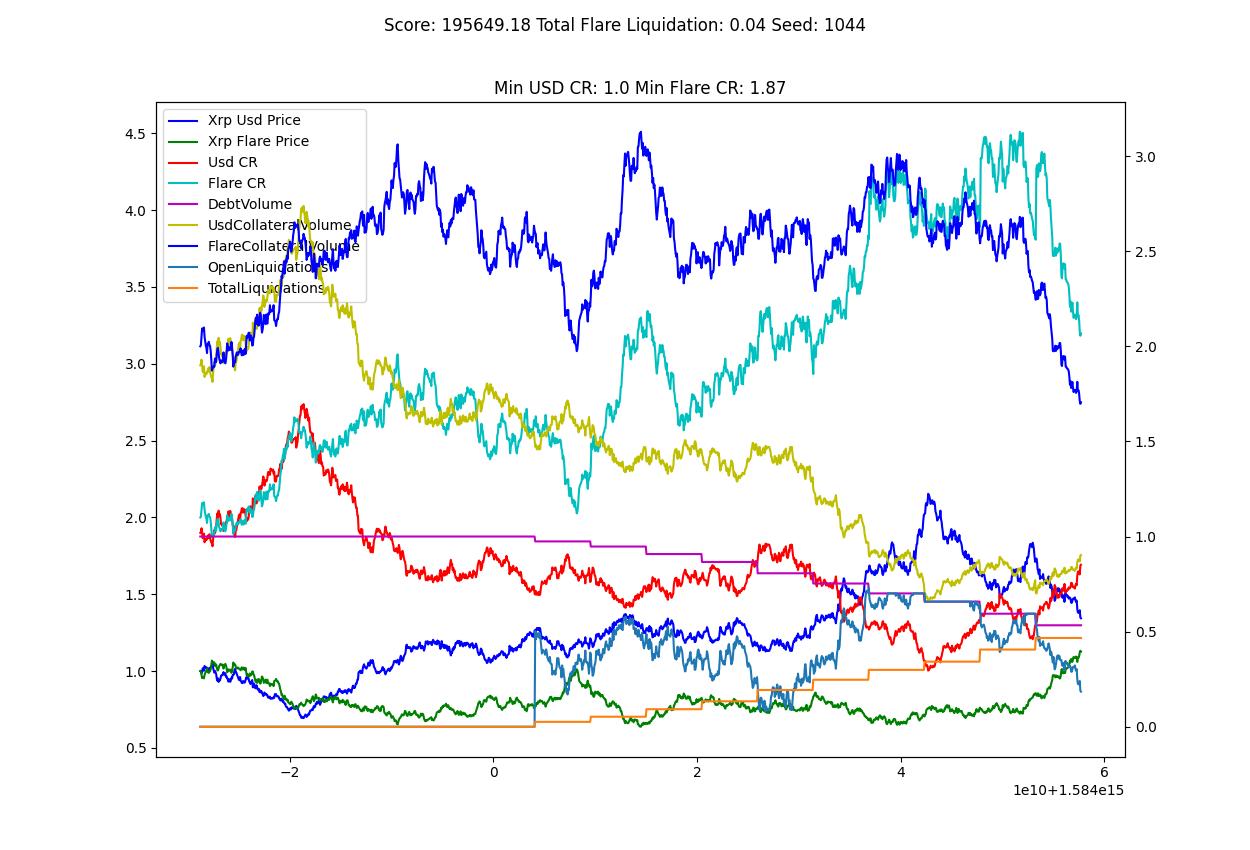 Score: 195649.18 Total Flare Liquidation: 0.04 Seed: 1044
Min USD CR: 1.0 Min Flare CR: 1.87
Xrp Usd Price
Xrp Flare Price
Usd CR
Flare CR
DebtVolume
UsdCollateralVolume
FlareCollateralVolume
OpenLiquidations
TotalLiquidations
4.5
4.0
3.5
3.0
2.5
2.0
1.5
1.0
0.5
3.0
2.5
2.0
1.5
1.0
0.5
0.0
−2
0
2
4
6
1e10+1.584e15